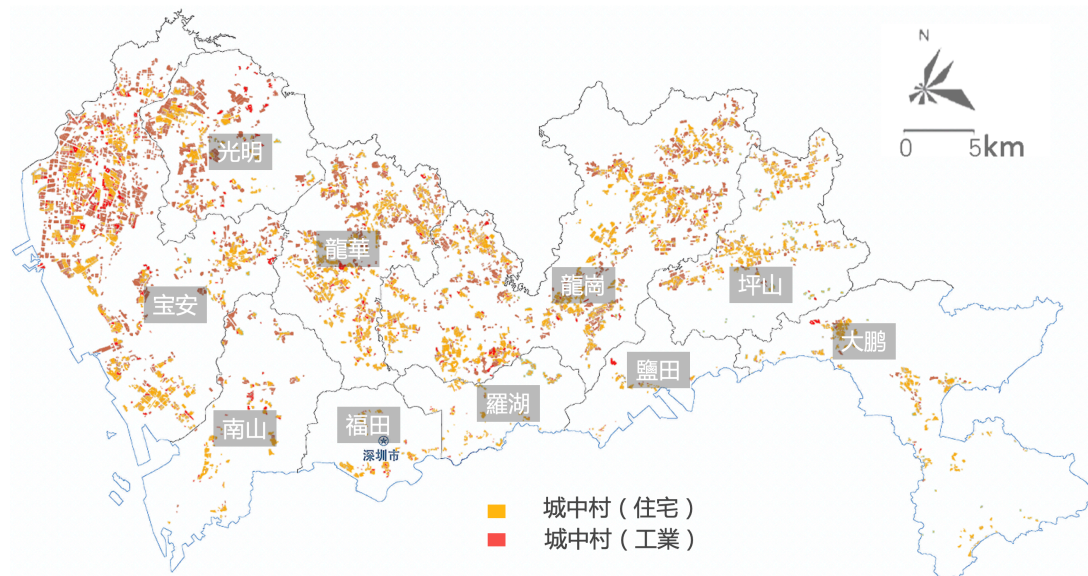 N
0 5km
光明
龍華
宝安
龍崗
坪山
大鹏
鹽田
羅湖
福田
南山
深圳市
城中村（住宅）
城中村（工業）